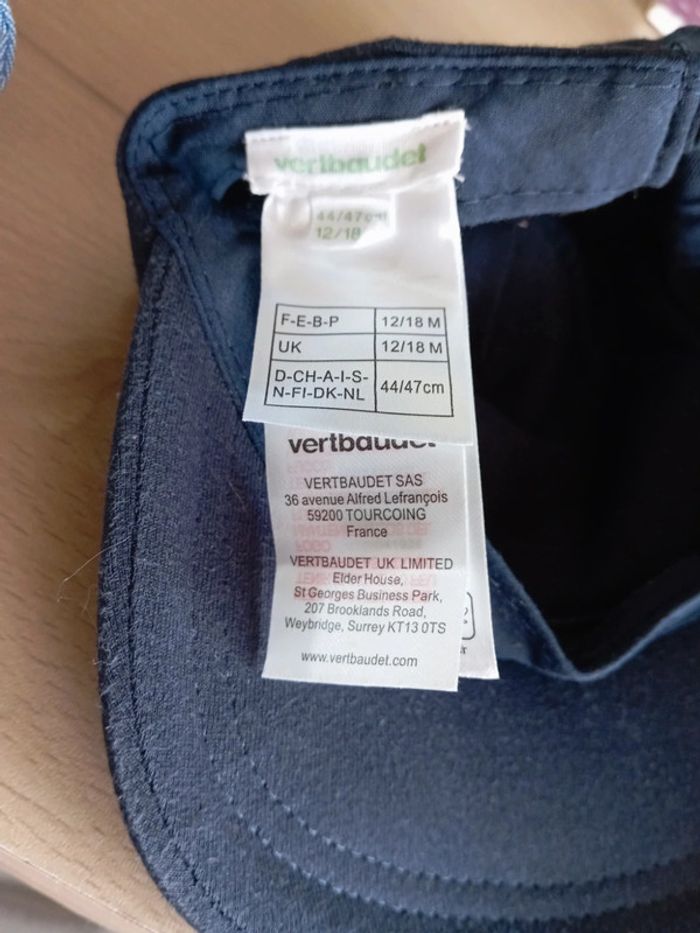 vertbaudet
44/47cm
12/18
F-E-B-P 12/18 M
UK 12/18 M
D-CH-A-I-S- 44/47cm
N-FI-DK-NL
vertbaudet
VERTBAUDET SAS
36 avenue Alfred Lefrançois
59200 TOURCOING
France
VERTBAUDET UK LIMITED
Elder House,
St Georges Business Park,
207 Brooklands Road,
Weybridge, Surrey KT13 0TS
www.vertbaudet.com